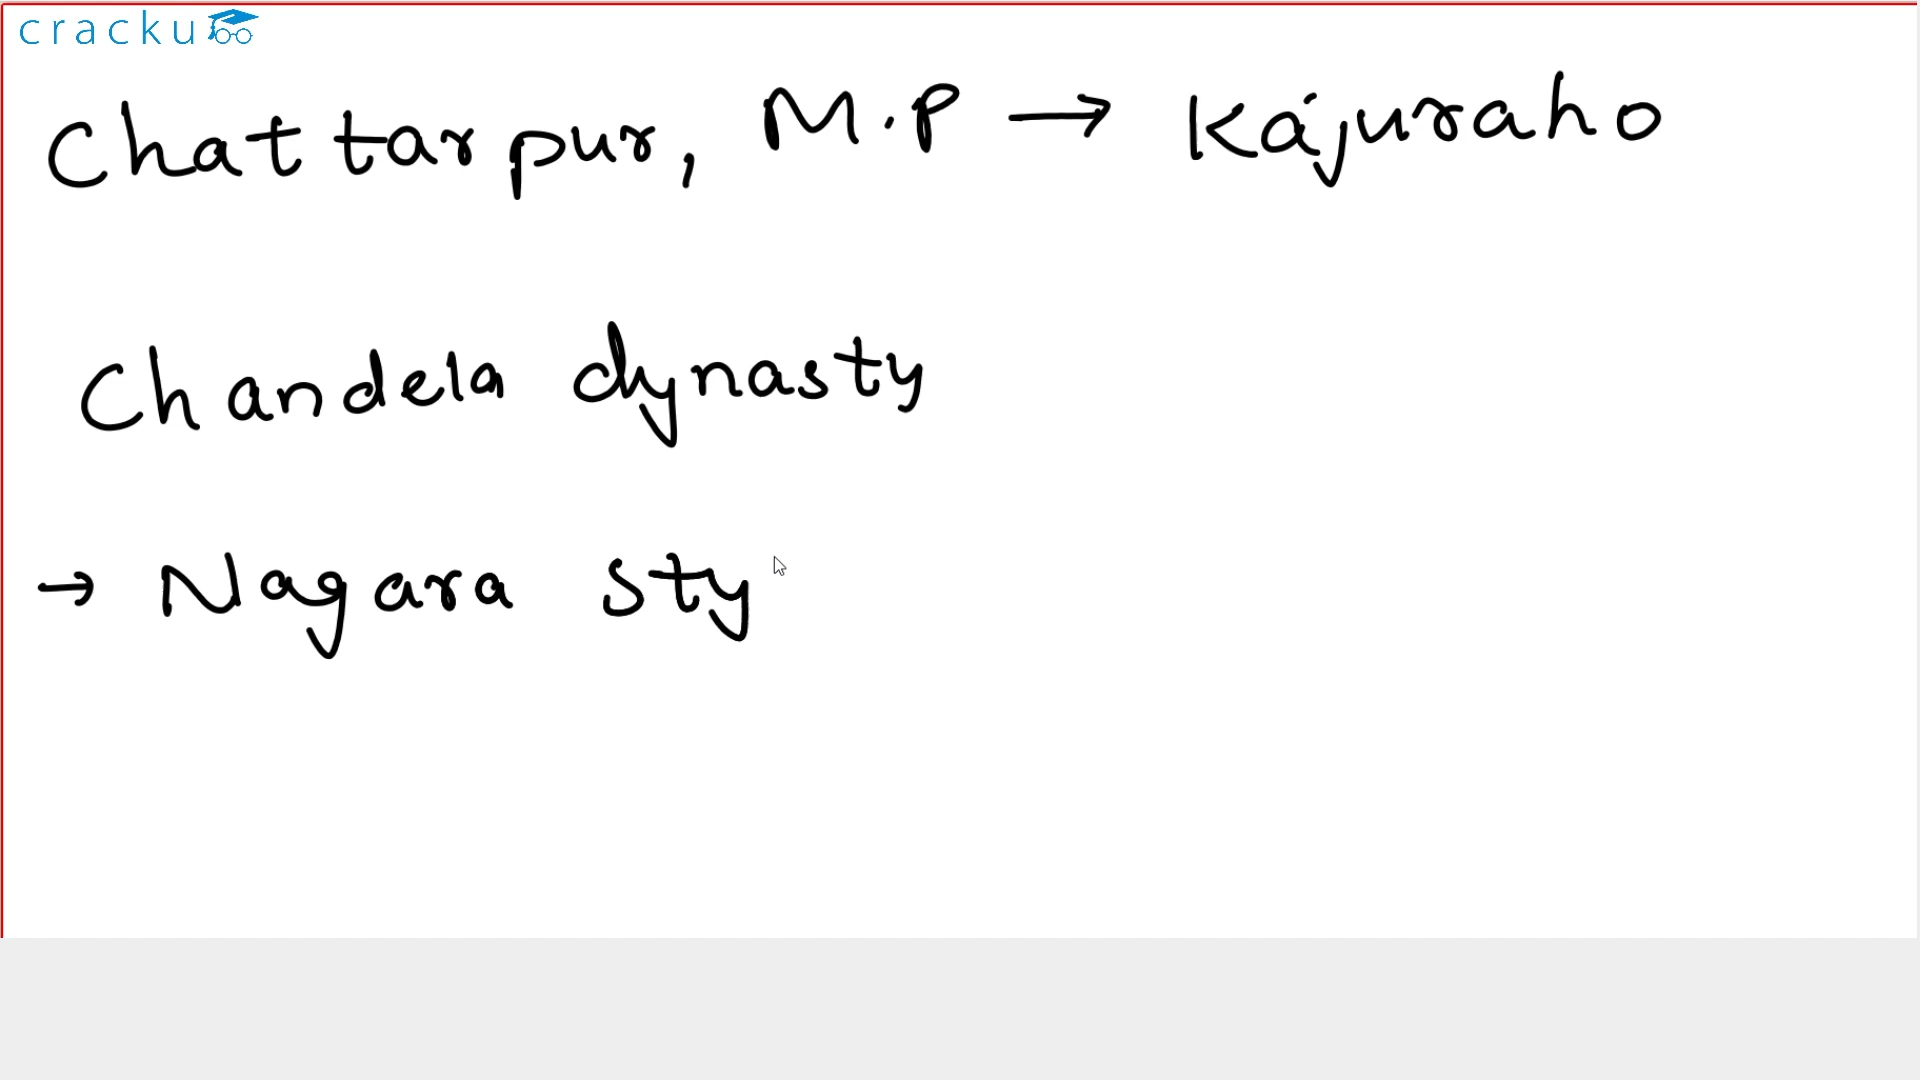 cracku
Chattarpur, M.P → Kajuraho
Chandela dynasty
→ Nagara sty